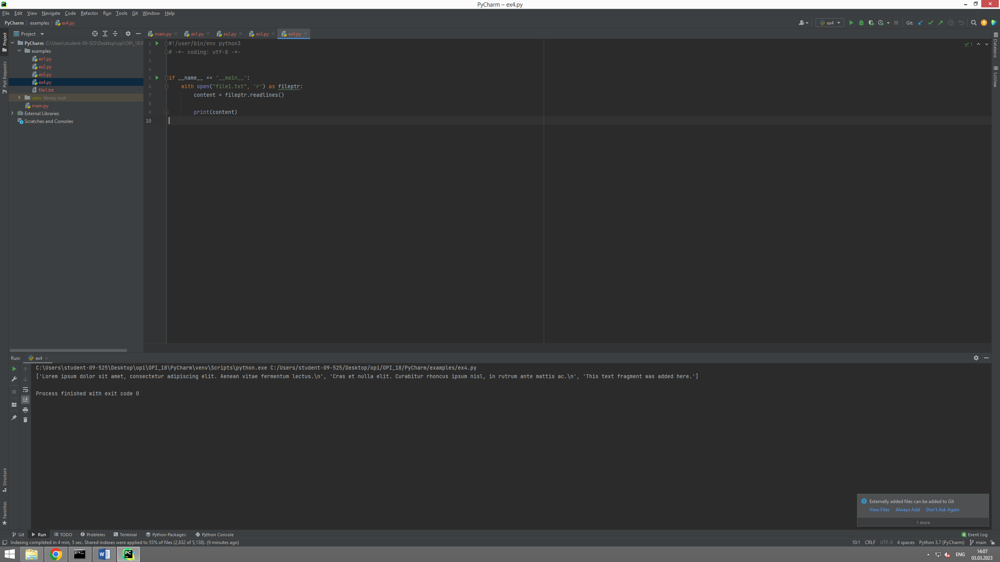 PyCharm – ex4.py
File Edit View Navigate Code Refactor Run Tools Git Window Help
PyCharm examples ex4.py
ex4 Git:
Project
main.py ex1.py ex2.py ex3.py ex4.py
PyCharm C:\Users\student-09-525\Desktop\opi\OPI_18\P
examples
ex1.py
ex2.py
ex3.py
ex4.py
file1.txt
venv library root
main.py
External Libraries
Scratches and Consoles
Project
Pull Requests
Structure
Favorites
1 #!/user/bin/env python3
2 # -*- coding: utf-8 -*-
3
4
5 if __name__ == '__main__':
6 with open("file1.txt", 'r') as fileptr:
7 content = fileptr.readlines()
8
9 print(content)
10
1
Database
SciView
Run: ex4
C:\Users\student-09-525\Desktop\opi\OPI_18\PyCharm\venv\Scripts\python.exe C:/Users/student-09-525/Desktop/opi/OPI_18/PyCharm/examples/ex4.py
['Lorem ipsum dolor sit amet, consectetur adipiscing elit. Aenean vitae fermentum lectus.\n', 'Cras et nulla elit. Curabitur rhoncus ipsum nisl, in rutrum ante mattis ac.\n', 'This text fragment was added here.']
Process finished with exit code 0
Externally added files can be added to Git
View Files Always Add Don't Ask Again
1 more
Git Run TODO Problems Terminal Python Packages Python Console
4 Event Log
Indexing completed in 4 min, 5 sec. Shared indexes were applied to 55% of files (2,832 of 5,138). (9 minutes ago)
10:1 CRLF UTF-8 4 spaces Python 3.7 (PyCharm) main
ENG
14:07
03.03.2023